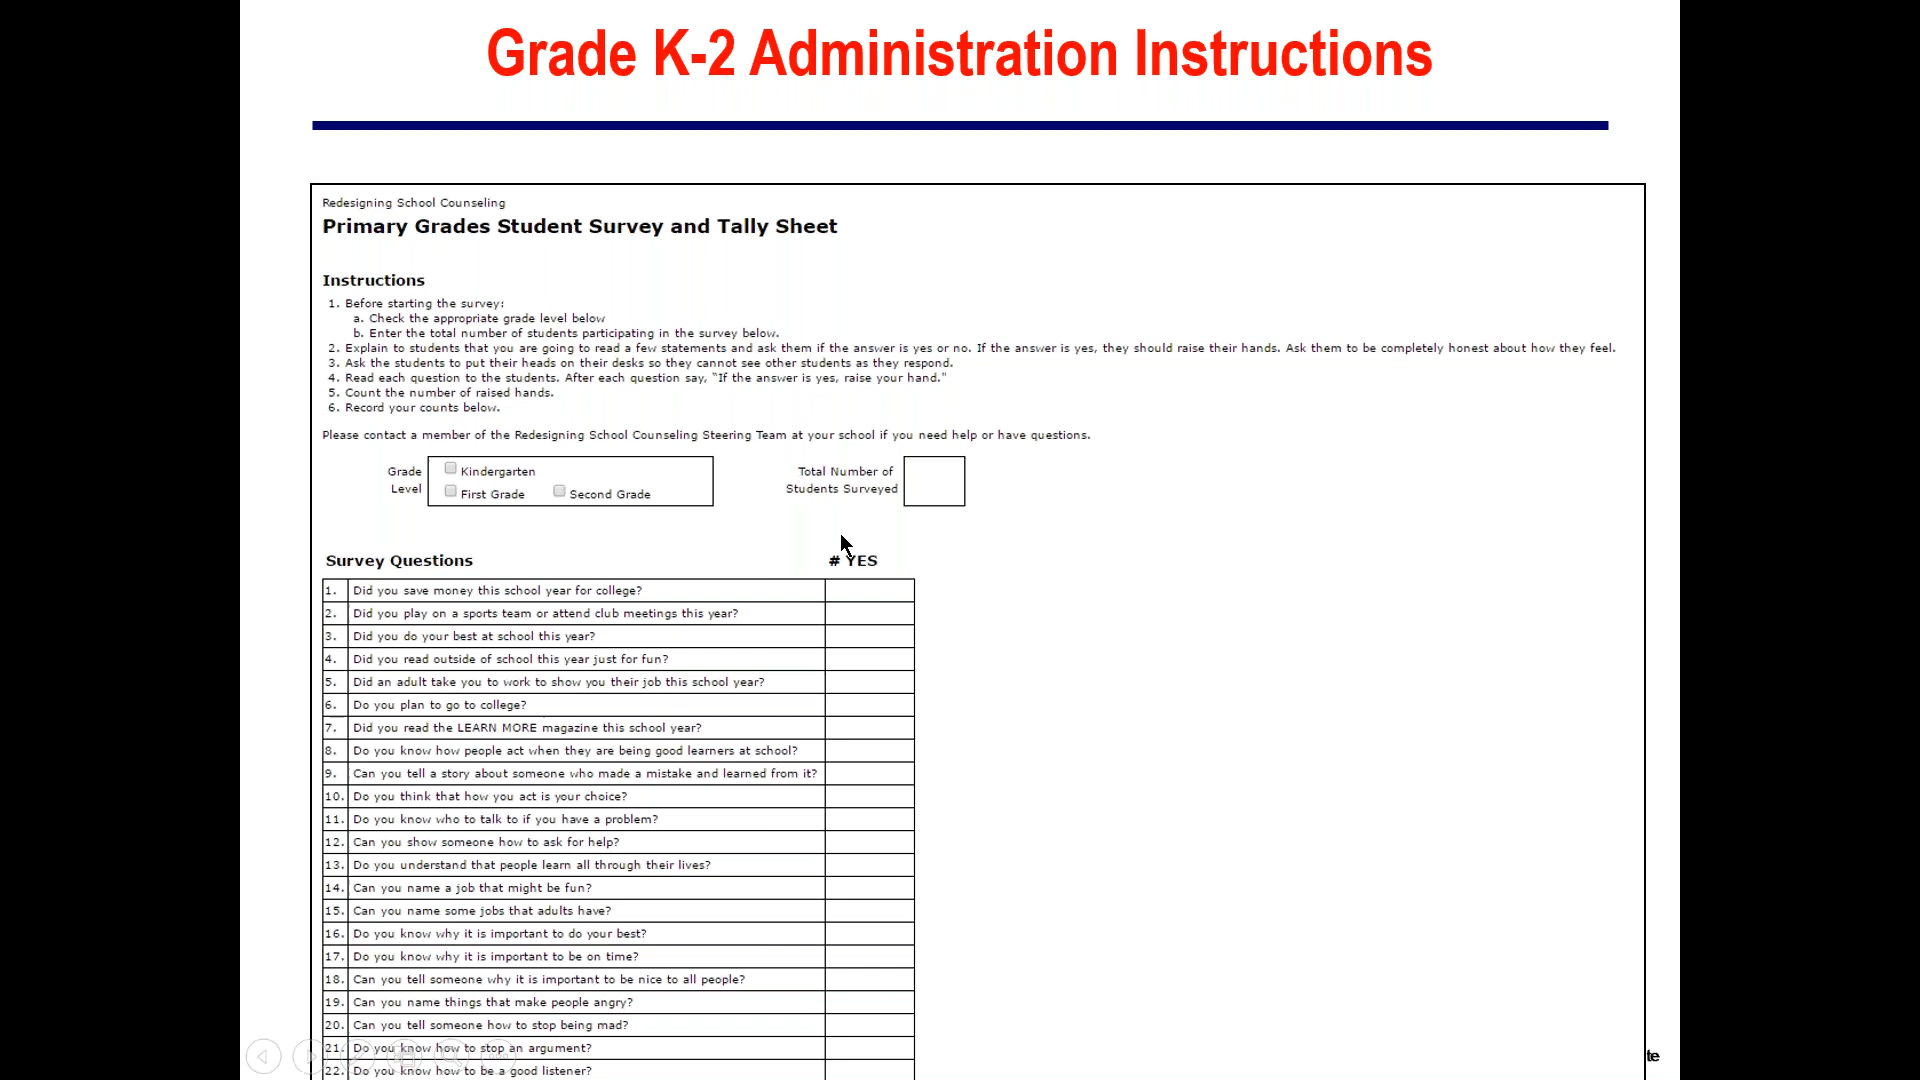 Grade K-2 Administration Instructions
Redesigning School Counseling
Primary Grades Student Survey and Tally Sheet
Instructions
1. Before starting the survey:
a. Check the appropriate grade level below
b. Enter the total number of students participating in the survey below.
2. Explain to students that you are going to read a few statements and ask them if the answer is yes or no. If the answer is yes, they should raise their hands. Ask them to be completely honest about how they feel.
3. Ask the students to put their heads on their desks so they cannot see other students as they respond.
4. Read each question to the students. After each question say, "If the answer is yes, raise your hand."
5. Count the number of raised hands.
6. Record your counts below.
Please contact a member of the Redesigning School Counseling Steering Team at your school if you need help or have questions.
Grade Level
Kindergarten
First Grade Second Grade
Total Number of
Students Surveyed
Survey Questions # YES
1. Did you save money this school year for college?
2. Did you play on a sports team or attend club meetings this year?
3. Did you do your best at school this year?
4. Did you read outside of school this year just for fun?
5. Did an adult take you to work to show you their job this school year?
6. Do you plan to go to college?
7. Did you read the LEARN MORE magazine this school year?
8. Do you know how people act when they are being good learners at school?
9. Can you tell a story about someone who made a mistake and learned from it?
10. Do you think that how you act is your choice?
11. Do you know who to talk to if you have a problem?
12. Can you show someone how to ask for help?
13. Do you understand that people learn all through their lives?
14. Can you name a job that might be fun?
15. Can you name some jobs that adults have?
16. Do you know why it is important to do your best?
17. Do you know why it is important to be on time?
18. Can you tell someone why it is important to be nice to all people?
19. Can you name things that make people angry?
20. Can you tell someone how to stop being mad?
21. Do you know how to stop an argument?
22. Do you know how to be a good listener?
te